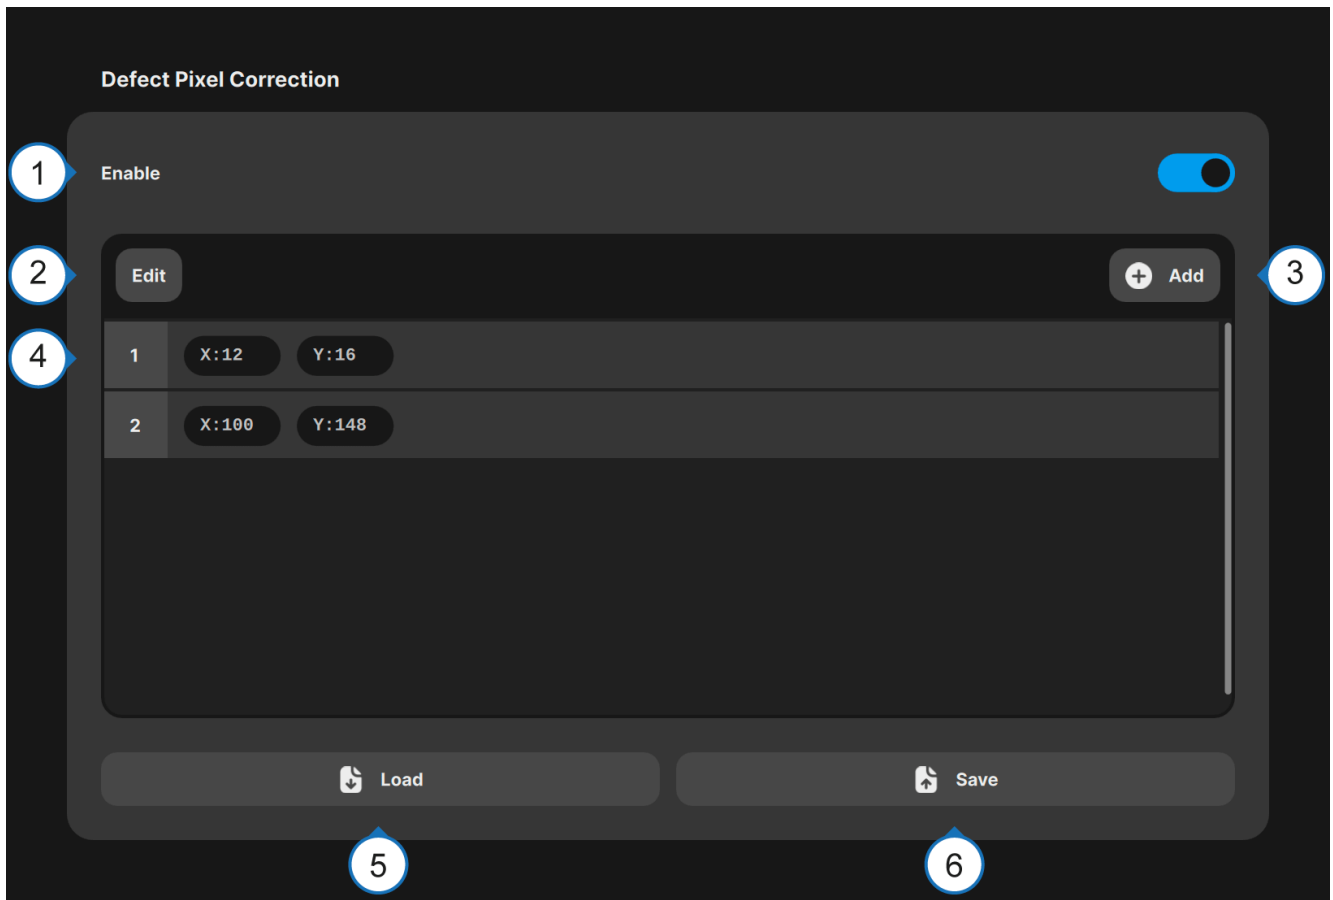 Defect Pixel Correction
1 Enable
2 Edit Add 3
4 1 X:12 Y:16
2 X:100 Y:148
Load Save
5 6